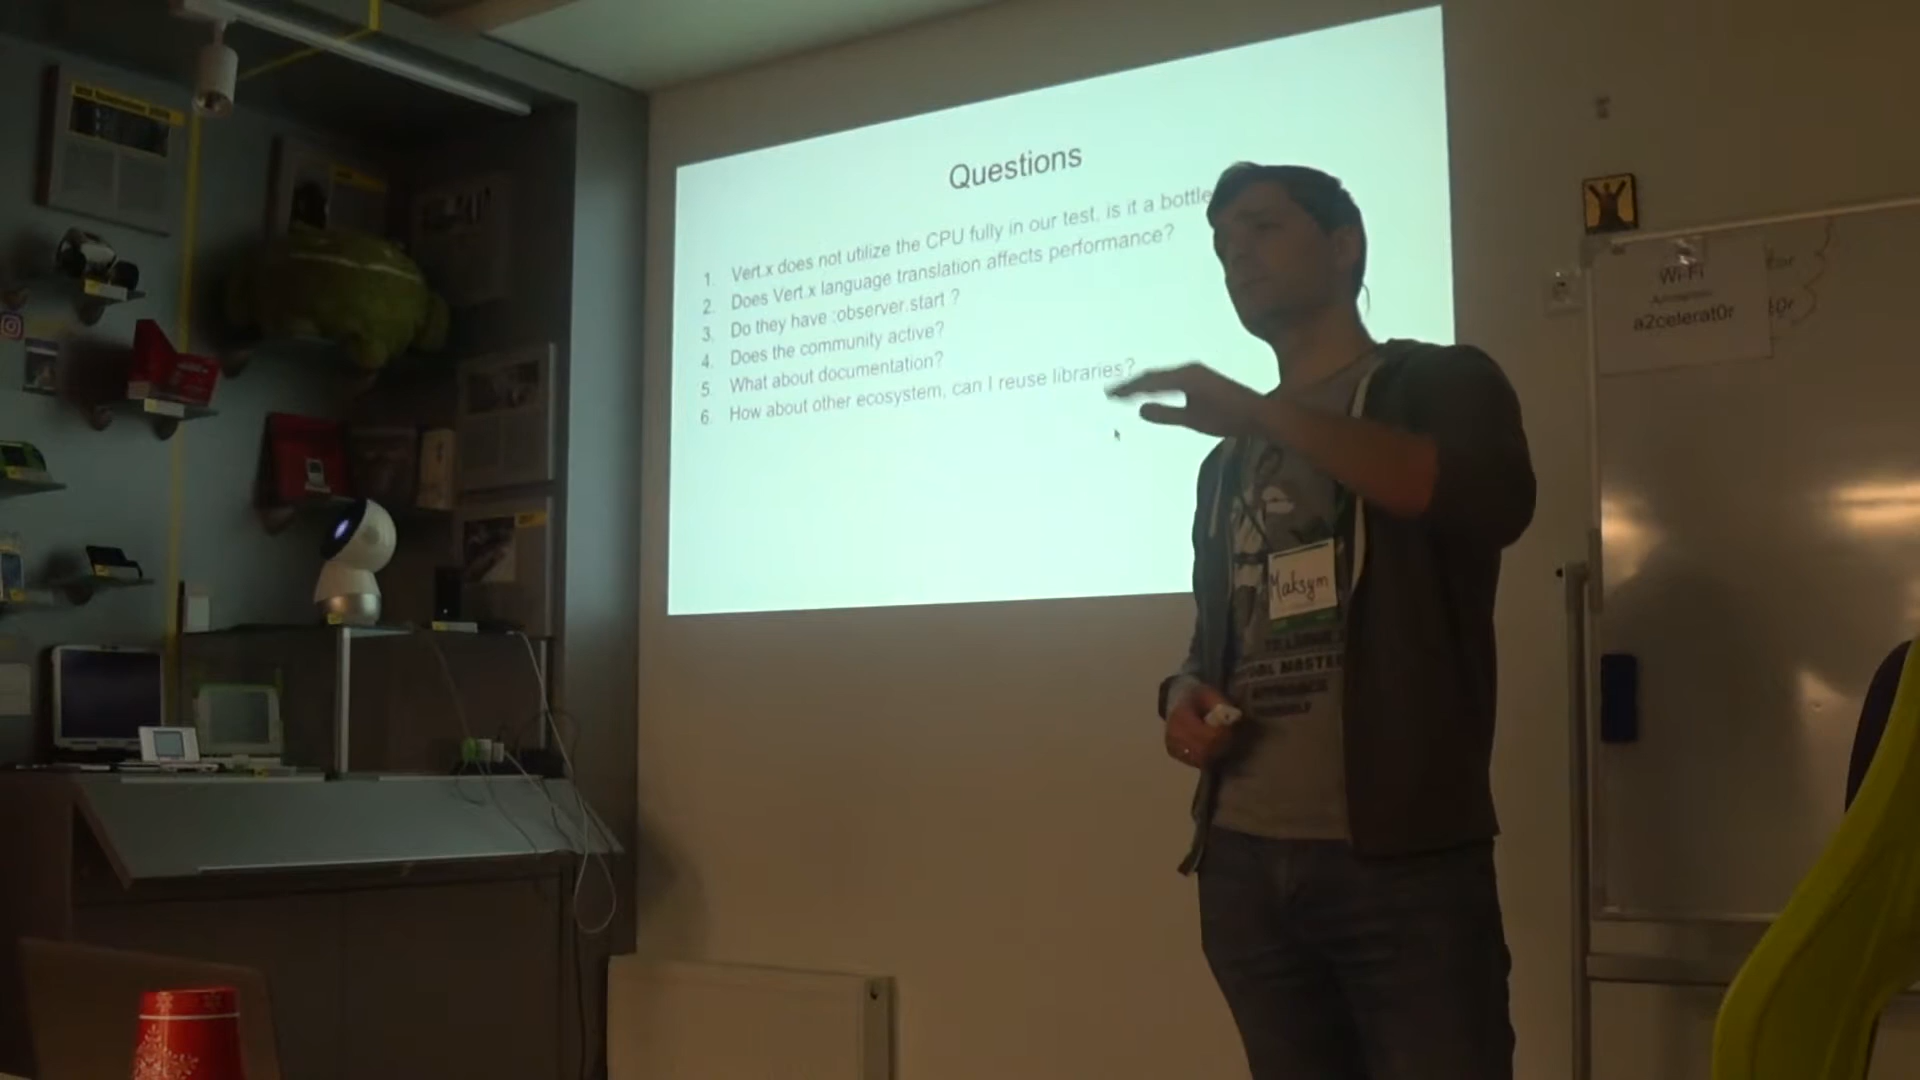 Questions
1. Vert.x does not utilize the CPU fully in our test, is it a bottle
2. Does Vert.x language translation affects performance?
3. Do they have :observer.start ?
4. Does the community active?
5. What about documentation?
6. How about other ecosystem, can I reuse libraries?
Wi-Fi
a2celerat0r
Maksym